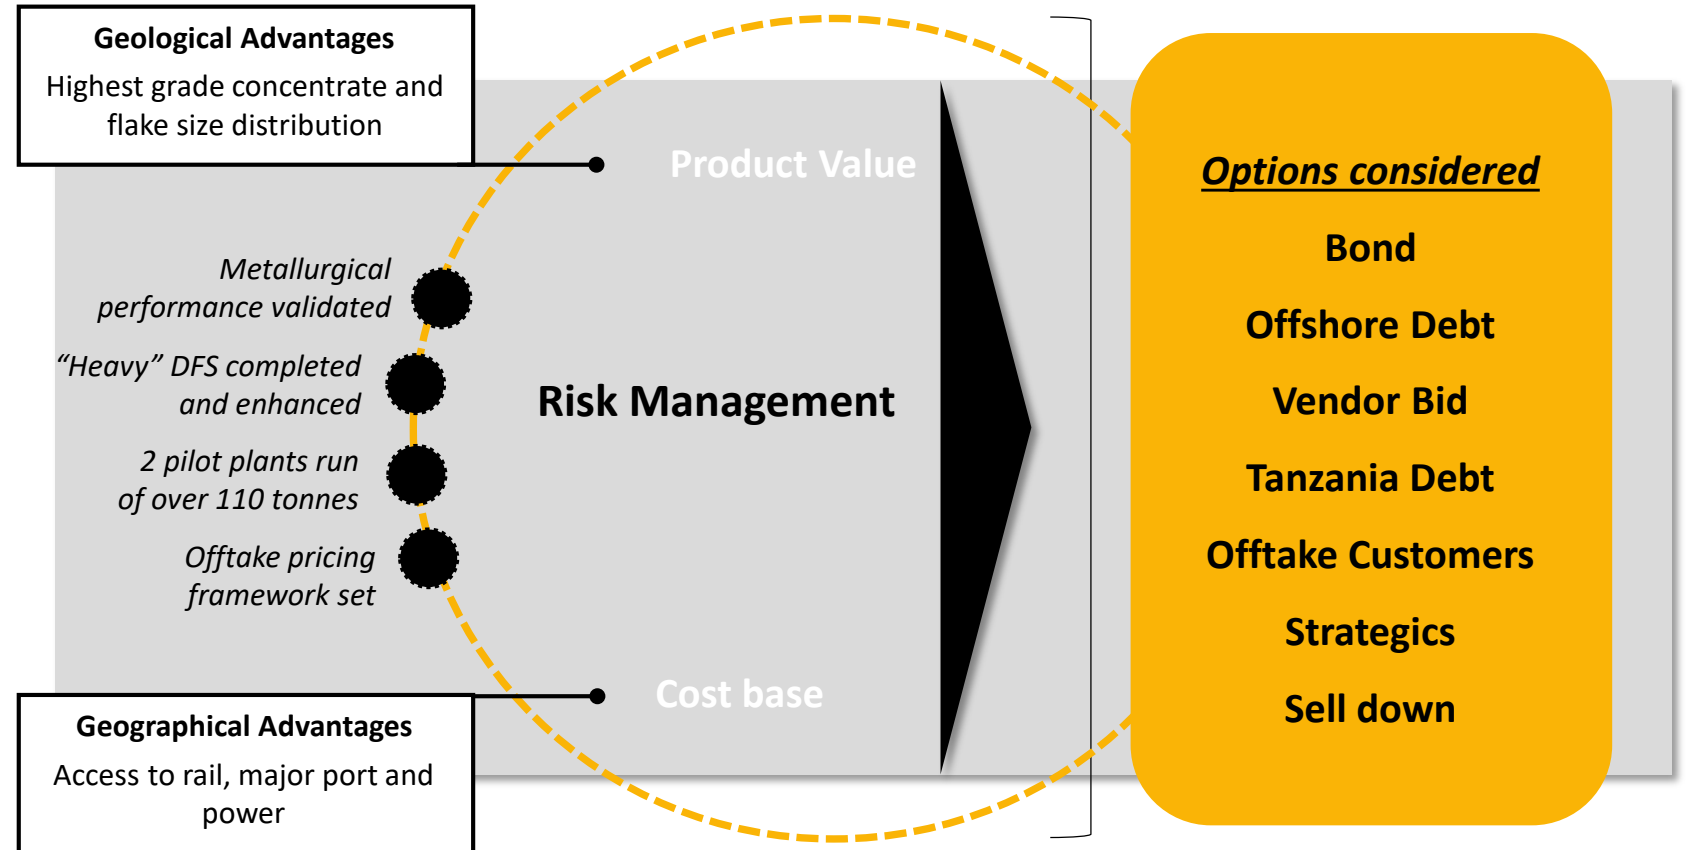 Geological Advantages
Highest grade concentrate and
flake size distribution
Product Value
Metallurgical
performance validated
“Heavy” DFS completed
and enhanced
2 pilot plants run
of over 110 tonnes
Offtake pricing
framework set
Risk Management
Cost base
Geographical Advantages
Access to rail, major port and
power
Options considered
Bond
Offshore Debt
Vendor Bid
Tanzania Debt
Offtake Customers
Strategics
Sell down